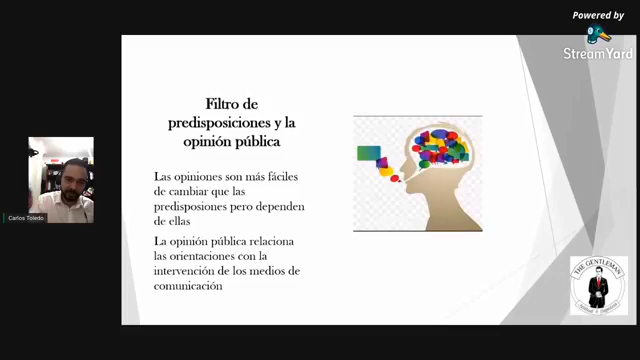 Powered by
StreamYard
Filtro de
predisposiciones y la
opinión pública
Las opiniones son más fáciles
de cambiar que las
predisposiones pero dependen
de ellas
La opinión pública relaciona
las orientaciones con la
intervención de los medios de
comunicación
Carlos Toledo
THE GENTLEMAN